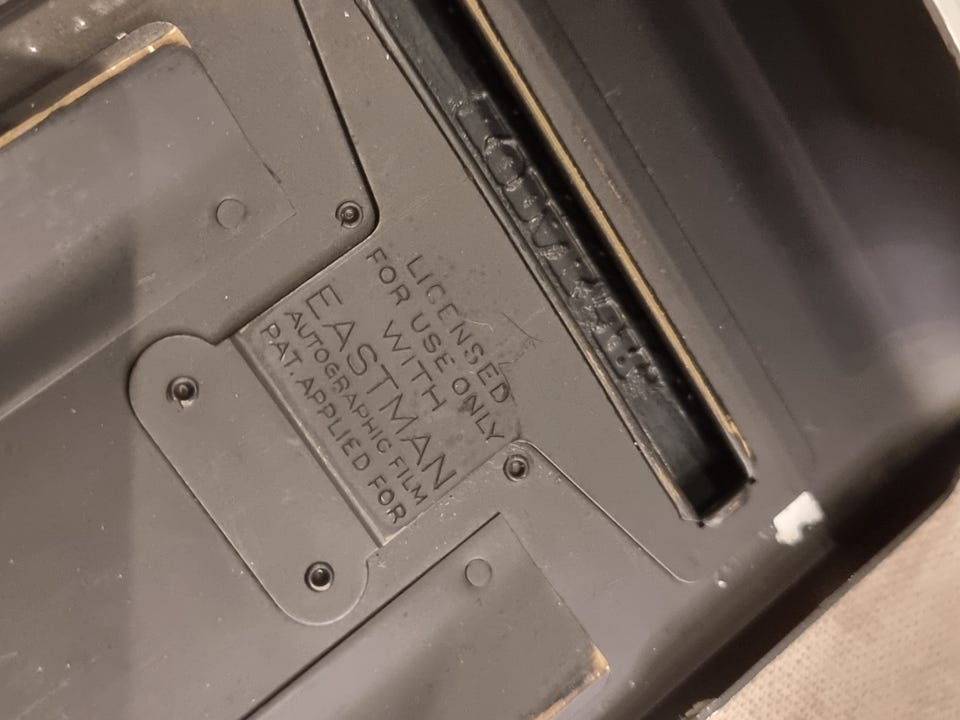 LICENSED
FOR USE ONLY
WITH
EASTMAN
AUTOGRAPHIC FILM
PAT. APPLIED FOR